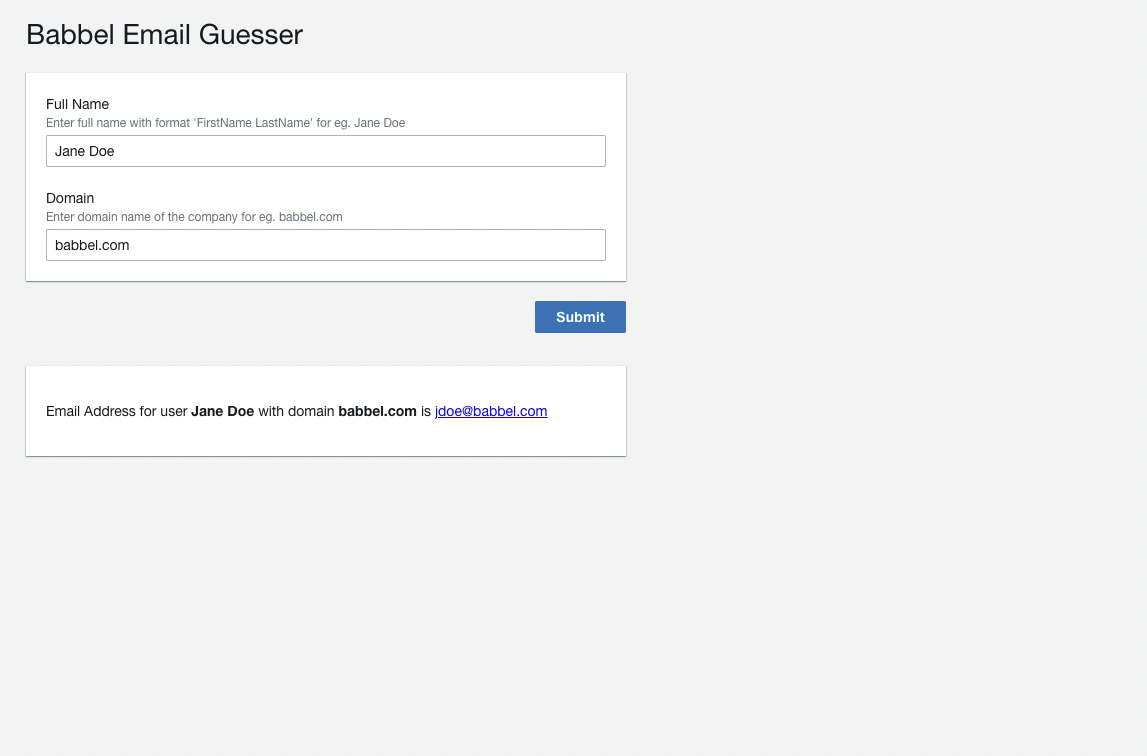 Babbel Email Guesser
Full Name
Enter full name with format 'FirstName LastName' for eg. Jane Doe
Jane Doe
Domain
Enter domain name of the company for eg. babbel.com
babbel.com
Submit
Email Address for user Jane Doe with domain babbel.com is jdoe@babbel.com